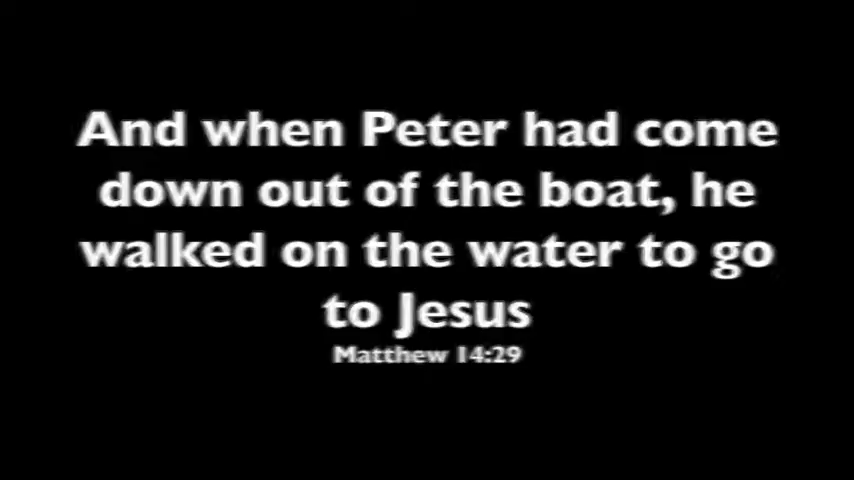 And when Peter had come
down out of the boat, he
walked on the water to go
to Jesus
Matthew 14:29